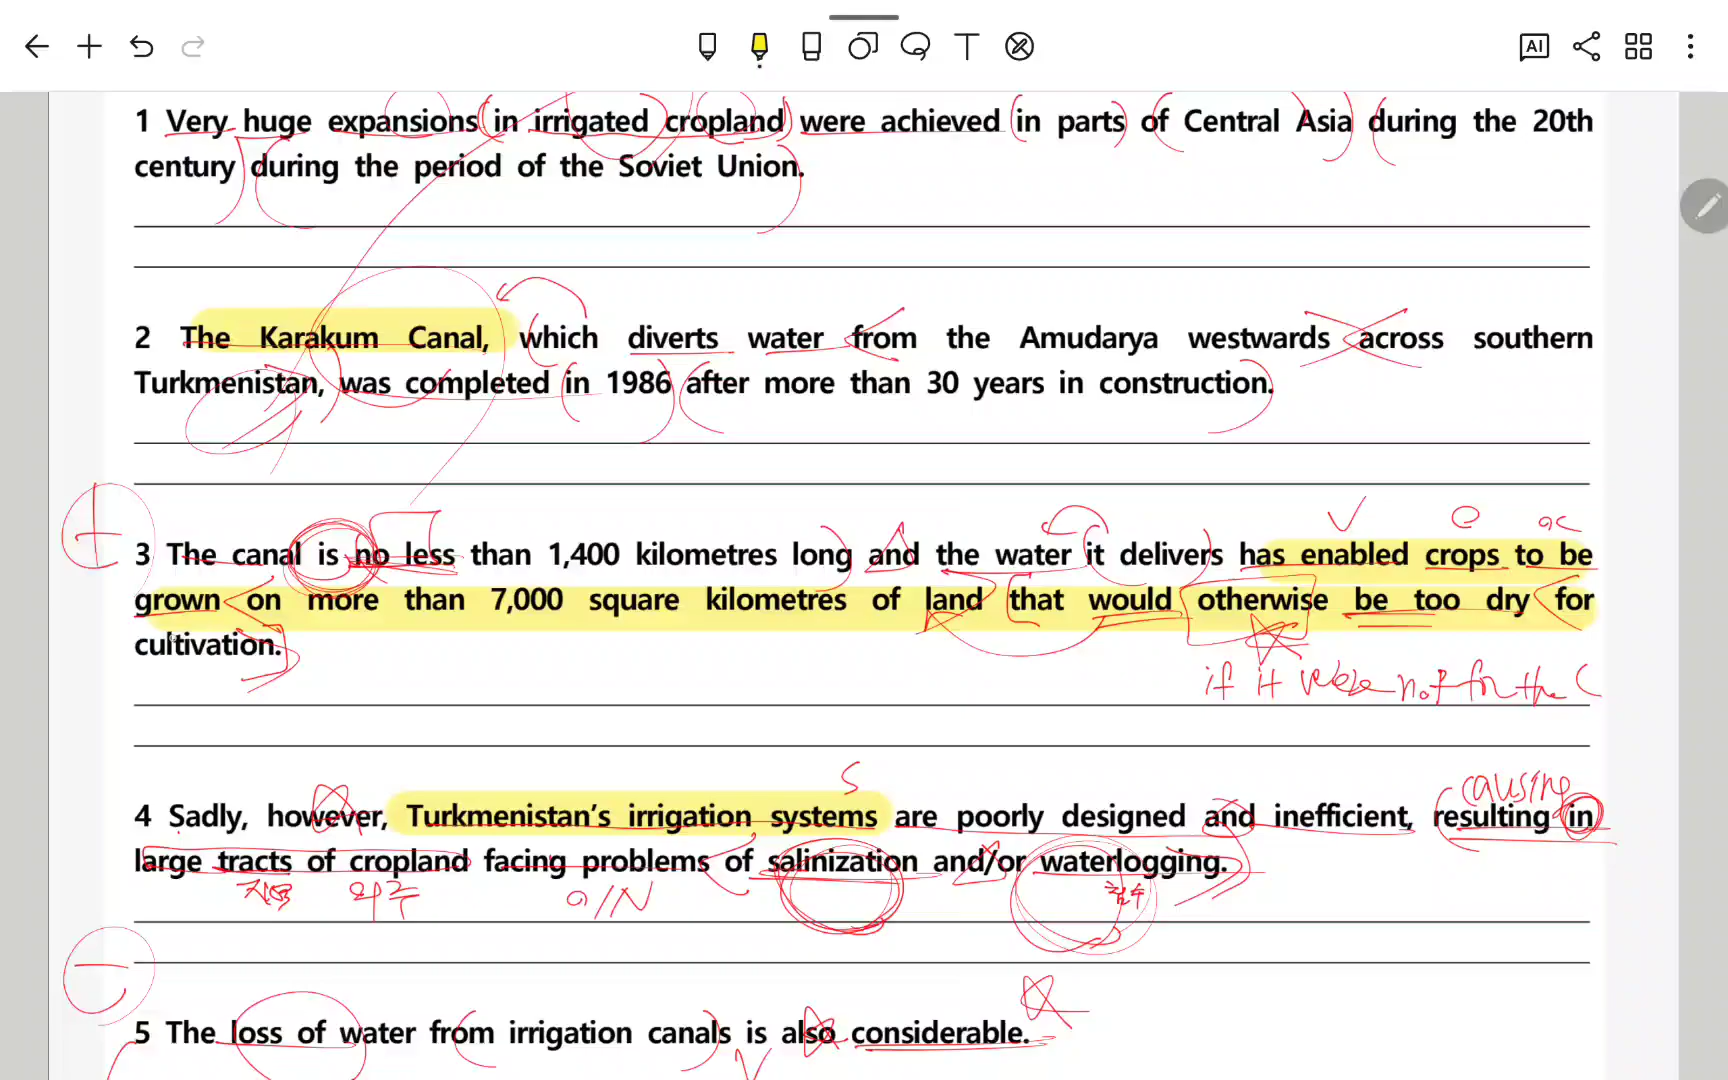 AI
1 Very huge expansions in irrigated cropland were achieved in parts of Central Asia during the 20th
century during the period of the Soviet Union.
2 The Karakum Canal, which diverts water from the Amudarya westwards across southern
Turkmenistan, was completed in 1986 after more than 30 years in construction.
V
3 The canal is no less than 1,400 kilometres long and the water it delivers has enabled crops to be
grown on more than 7,000 square kilometres of land that would otherwise be too dry for
cultivation.
if it were not for the C
S
causing
4 Sadly, however, Turkmenistan's irrigation systems are poorly designed and inefficient, resulting in
large tracts of cropland facing problems of salinization and/or waterlogging.
침수
5 The loss of water from irrigation canals is also considerable.
V